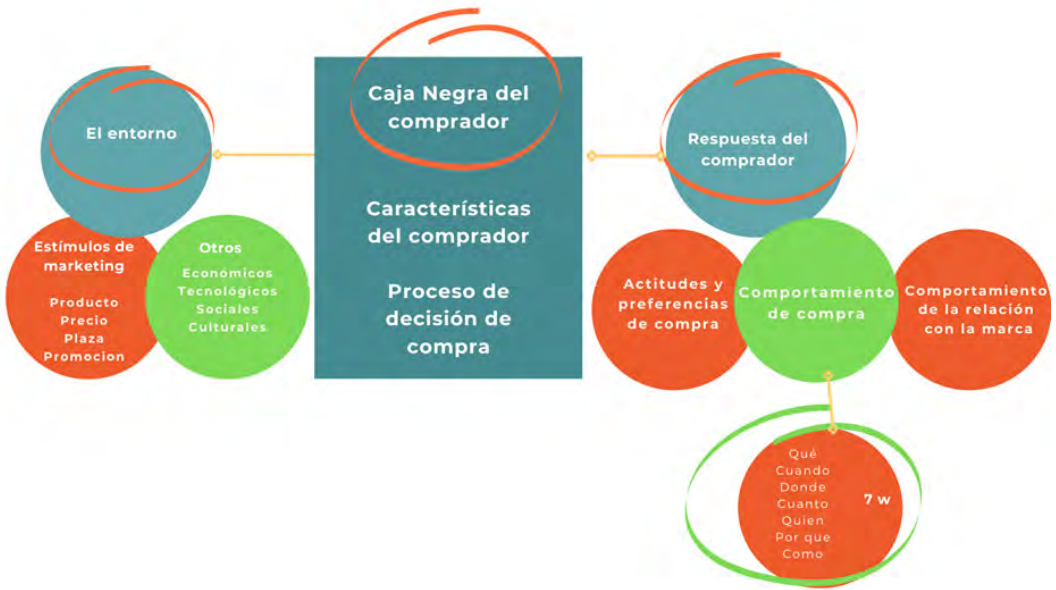 El entorno
Estímulos de
marketing
Producto
Precio
Plaza
Promocion
Otros
Económicos
Tecnológicos
Sociales
Culturales
Caja Negra del
comprador
Características
del comprador
Proceso de
decisión de
compra
Respuesta del
comprador
Actitudes y
preferencias
de compra
Comportamiento
de compra
Comportamiento
de la relación
con la marca
Qué
Cuando
Donde
Cuanto
Quien
Por que
Como
7 w